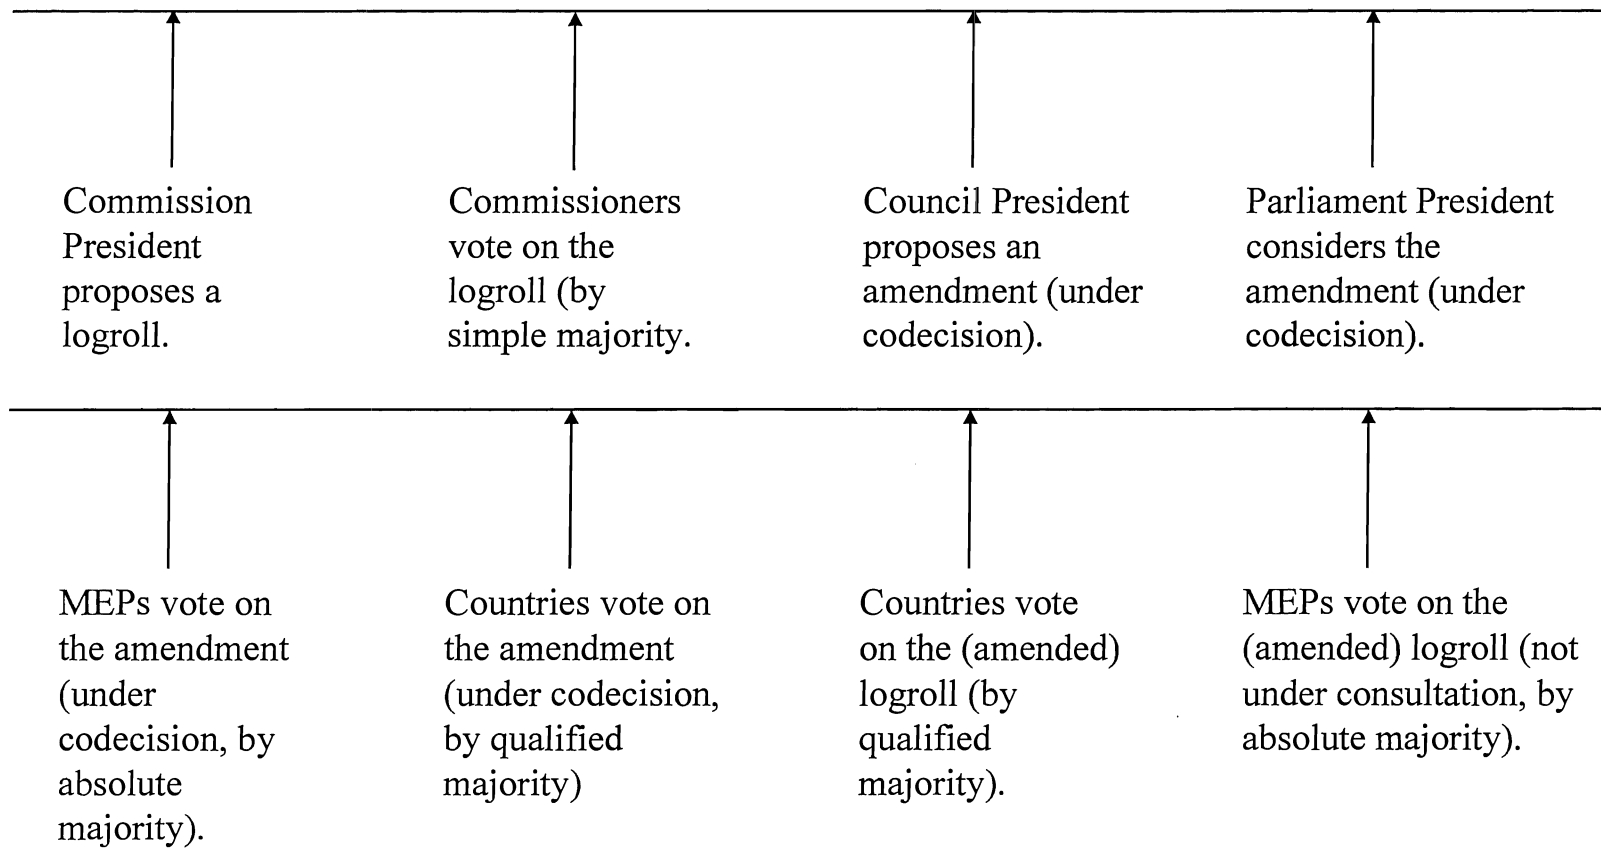 Commission
President
proposes a
logroll.
Commissioners
vote on the
logroll (by
simple majority.
Council President
proposes an
amendment (under
codecision).
Parliament President
considers the
amendment (under
codecision).
MEPs vote on
the amendment
(under
codecision, by
absolute
majority).
Countries vote on
the amendment
(under codecision,
by qualified
majority)
Countries vote
on the (amended)
logroll (by
qualified
majority).
MEPs vote on the
(amended) logroll (not
under consultation, by
absolute majority).